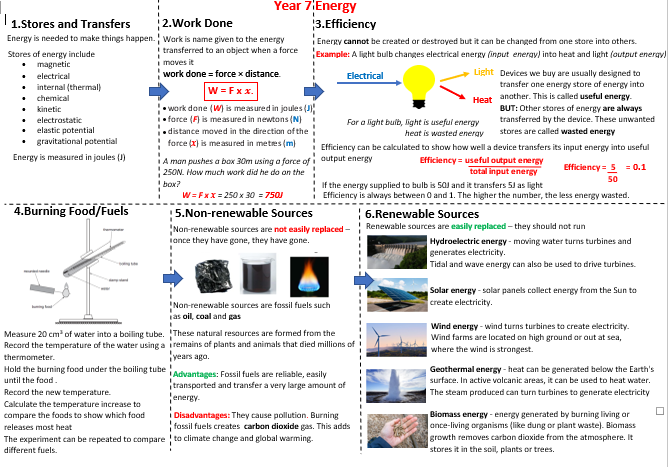 Year 7 Energy
1.Stores and Transfers
Energy is needed to make things happen.
Stores of energy include
• magnetic
• electrical
• internal (thermal)
• chemical
• kinetic
• electrostatic
• elastic potential
• gravitational potential
Energy is measured in joules (J)
2.Work Done
Work is name given to the energy
transferred to an object when a force
moves it
work done = force × distance.
W = F x x.
• work done (W) is measured in joules (J)
• force (F) is measured in newtons (N)
• distance moved in the direction of the
force (x) is measured in metres (m)
A man pushes a box 30m using a force of
250N. How much work did he do on the
box?
W = F x x = 250 x 30 = 750J
3.Efficiency
Energy cannot be created or destroyed but it can be changed from one store into others.
Example: A light bulb changes electrical energy (input energy) into heat and light (output energy)
Electrical
Light
Heat
For a light bulb, light is useful energy
heat is wasted energy
Devices we buy are usually designed to
transfer one energy store of energy into
another. This is called useful energy.
BUT: Other stores of energy are always
transferred by the device. These unwanted
stores are called wasted energy
Efficiency can be calculated to show how well a device transfers its input energy into useful
output energy
Efficiency = useful output energy
total input energy
Efficiency = 5 = 0.1
50
If the energy supplied to bulb is 50J and it transfers 5J as light
Efficiency is always between 0 and 1. The higher the number, the less energy wasted.
4.Burning Food/Fuels
thermometer
boiling tube
clamp stand
mounted needle
water
burning food
Measure 20 cm³ of water into a boiling tube.
Record the temperature of the water using a
thermometer.
Hold the burning food under the boiling tube
until the food .
Record the new temperature.
Calculate the temperature increase to
compare the foods to show which food
releases most heat
The experiment can be repeated to compare
different fuels.
5.Non-renewable Sources
Non-renewable sources are not easily replaced –
once they have gone, they have gone.
Non-renewable sources are fossil fuels such
as oil, coal and gas
These natural resources are formed from the
remains of plants and animals that died millions of
years ago.
Advantages: Fossil fuels are reliable, easily
transported and transfer a very large amount of
energy.
Disadvantages: They cause pollution. Burning
fossil fuels creates carbon dioxide gas. This adds
to climate change and global warming.
6.Renewable Sources
Renewable sources are easily replaced – they should not run
Hydroelectric energy - moving water turns turbines and
generates electricity.
Tidal and wave energy can also be used to drive turbines.
Solar energy - solar panels collect energy from the Sun to
create electricity.
Wind energy - wind turns turbines to create electricity.
Wind farms are located on high ground or out at sea,
where the wind is strongest.
Geothermal energy - heat can be generated below the Earth's
surface. In active volcanic areas, it can be used to heat water.
The steam produced can turn turbines to generate electricity
Biomass energy - energy generated by burning living or
once-living organisms (like dung or plant waste). Biomass
growth removes carbon dioxide from the atmosphere. It
stores it in the soil, plants or trees.